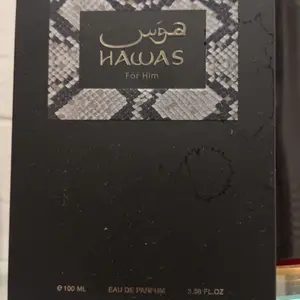 هوس
HAWAS
For Him
℮ 100 ML EAU DE PARFUM 3.38 FL.OZ